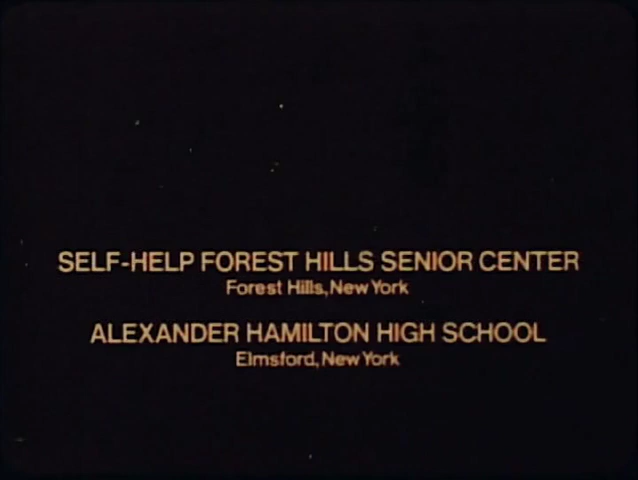 SELF-HELP FOREST HILLS SENIOR CENTER
Forest Hills, New York
ALEXANDER HAMILTON HIGH SCHOOL
Elmsford, New York